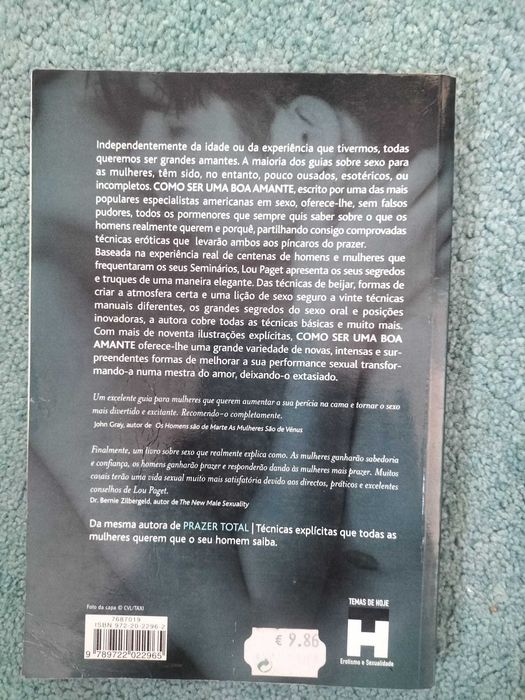 Independentemente da idade ou da experiência que tivermos, todas
queremos ser grandes amantes. A maioria dos guias sobre sexo para
as mulheres, têm sido, no entanto, pouco ousados, esotéricos, ou
incompletos. COMO SER UMA BOA AMANTE, escrito por uma das mais
populares especialistas americanas em sexo, oferece-lhe, sem falsos
pudores, todos os pormenores que sempre quis saber sobre o que os
homens realmente querem e porquê, partilhando consigo comprovadas
técnicas eróticas que levarão ambos aos píncaros do prazer.
Baseada na experiência real de centenas de homens e mulheres que
frequentaram os seus Seminários, Lou Paget apresenta os seus segredos
e truques de uma maneira elegante. Das técnicas de beijar, formas de
criar a atmosfera certa e uma lição de sexo seguro a vinte técnicas
manuais diferentes, os grandes segredos do sexo oral e posições
inovadoras, a autora cobre todas as técnicas básicas e muito mais.
Com mais de noventa ilustrações explícitas, COMO SER UMA BOA
AMANTE oferece-lhe uma grande variedade de novas, intensas e sur-
preendentes formas de melhorar a sua performance sexual transfor-
mando-a numa mestra do amor, deixando-o extasiado.
Um excelente guia para mulheres que querem aumentar a sua perícia na cama e tornar o sexo
mais divertido e excitante. Recomendo-o completamente.
John Gray, autor de Os Homens são de Marte As Mulheres São de Vénus
Finalmente, um livro sobre sexo que realmente explica como. As mulheres ganharão sabedoria
e confiança, os homens ganharão prazer e responderão dando às mulheres mais prazer. Muitos
casais terão uma vida sexual muito mais satisfatória devido aos directos, práticos e excelentes
conselhos de Lou Paget.
Dr. Bernie Zilbergeld, autor de The New Male Sexuality
Da mesma autora de PRAZER TOTAL | Técnicas explícitas que todas as
mulheres querem que o seu homem saiba.
Foto da capa © CVL/TAXI
7687019
ISBN 972-20-2296-2
9 789722 022965
€ 9.86
TEMAS DE HOJE
H
Erotismo e Sexualidade